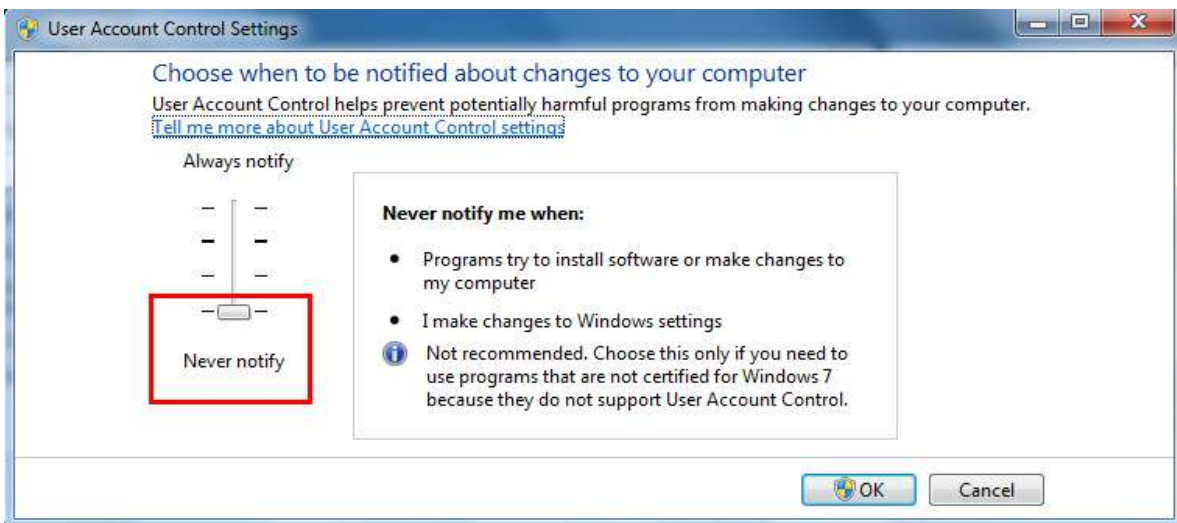 User Account Control Settings
Choose when to be notified about changes to your computer
User Account Control helps prevent potentially harmful programs from making changes to your computer.
Tell me more about User Account Control settings
Always notify
Never notify me when:
Programs try to install software or make changes to
my computer
I make changes to Windows settings
Not recommended. Choose this only if you need to
use programs that are not certified for Windows 7
because they do not support User Account Control.
Never notify
OK
Cancel